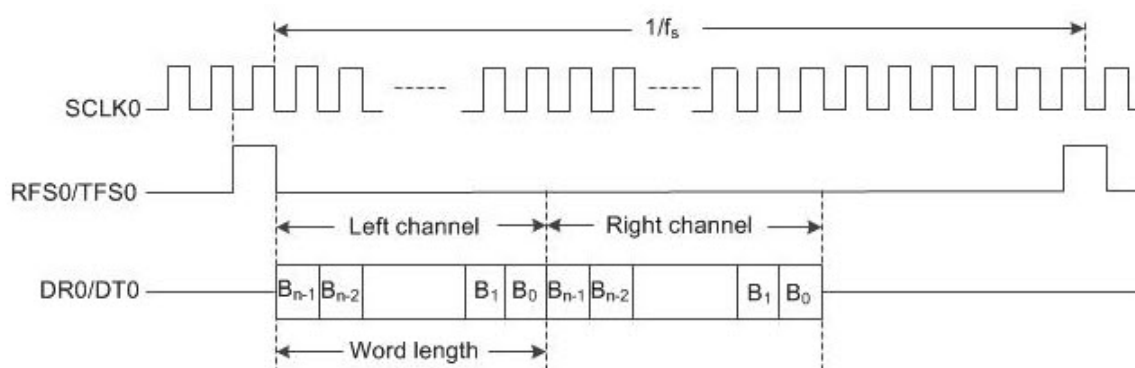 1/fs
SCLK0
RFS0/TFS0
Left channel
Right channel
DR0/DT0
Bn-1 Bn-2 B1 B0 Bn-1 Bn-2 B1 B0
Word length